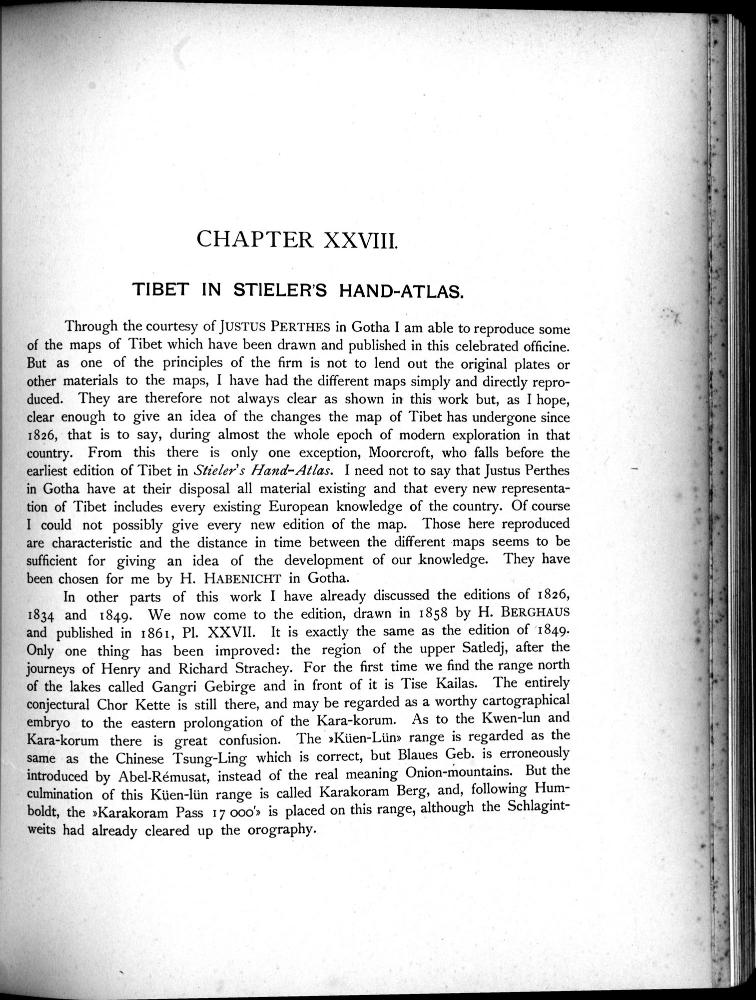 CHAPTER XXVIII.
TIBET IN STIELER'S HAND-ATLAS.
Through the courtesy of JUSTUS PERTHES in Gotha I am able to reproduce some
of the maps of Tibet which have been drawn and published in this celebrated officine.
But as one of the principles of the firm is not to lend out the original plates or
other materials to the maps, I have had the different maps simply and directly repro-
duced. They are therefore not always clear as shown in this work but, as I hope,
clear enough to give an idea of the changes the map of Tibet has undergone since
1826, that is to say, during almost the whole epoch of modern exploration in that
country. From this there is only one exception, Moorcroft, who falls before the
earliest edition of Tibet in Stieler's Hand-Atlas. I need not to say that Justus Perthes
in Gotha have at their disposal all material existing and that every new representa-
tion of Tibet includes every existing European knowledge of the country. Of course
I could not possibly give every new edition of the map. Those here reproduced
are characteristic and the distance in time between the different maps seems to be
sufficient for giving an idea of the development of our knowledge. They have
been chosen for me by H. HABENICHT in Gotha.
In other parts of this work I have already discussed the editions of 1826,
1834 and 1849. We now come to the edition, drawn in 1858 by H. BERGHAUS
and published in 1861, Pl. XXVII. It is exactly the same as the edition of 1849.
Only one thing has been improved: the region of the upper Satledj, after the
journeys of Henry and Richard Strachey. For the first time we find the range north
of the lakes called Gangri Gebirge and in front of it is Tise Kailas. The entirely
conjectural Chor Kette is still there, and may be regarded as a worthy cartographical
embryo to the eastern prolongation of the Kara-korum. As to the Kwen-lun and
Kara-korum there is great confusion. The »Küen-Lün» range is regarded as the
same as the Chinese Tsung-Ling which is correct, but Blaues Geb. is erroneously
introduced by Abel-Rémusat, instead of the real meaning Onion-mountains. But the
culmination of this Küen-lün range is called Karakoram Berg, and, following Hum-
boldt, the »Karakoram Pass 17 000'» is placed on this range, although the Schlagint-
weits had already cleared up the orography.